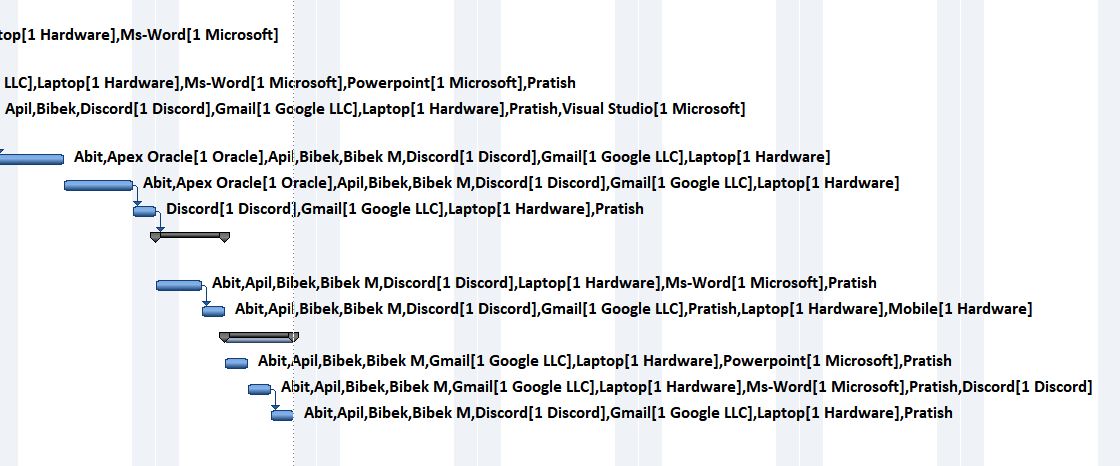 top[1 Hardware],Ms-Word[1 Microsoft]
LLC],Laptop[1 Hardware],Ms-Word[1 Microsoft],Powerpoint[1 Microsoft],Pratish
Apil,Bibek,Discord[1 Discord],Gmail[1 Google LLC],Laptop[1 Hardware],Pratish,Visual Studio[1 Microsoft]
Abit,Apex Oracle[1 Oracle],Apil,Bibek,Bibek M,Discord[1 Discord],Gmail[1 Google LLC],Laptop[1 Hardware]
Abit,Apex Oracle[1 Oracle],Apil,Bibek,Bibek M,Discord[1 Discord],Gmail[1 Google LLC],Laptop[1 Hardware]
Discord[1 Discord],Gmail[1 Google LLC],Laptop[1 Hardware],Pratish
Abit,Apil,Bibek,Bibek M,Discord[1 Discord],Laptop[1 Hardware],Ms-Word[1 Microsoft],Pratish
Abit,Apil,Bibek,Bibek M,Discord[1 Discord],Gmail[1 Google LLC],Pratish,Laptop[1 Hardware],Mobile[1 Hardware]
Abit,Apil,Bibek,Bibek M,Gmail[1 Google LLC],Laptop[1 Hardware],Powerpoint[1 Microsoft],Pratish
Abit,Apil,Bibek,Bibek M,Gmail[1 Google LLC],Laptop[1 Hardware],Ms-Word[1 Microsoft],Pratish,Discord[1 Discord]
Abit,Apil,Bibek,Bibek M,Discord[1 Discord],Gmail[1 Google LLC],Laptop[1 Hardware],Pratish